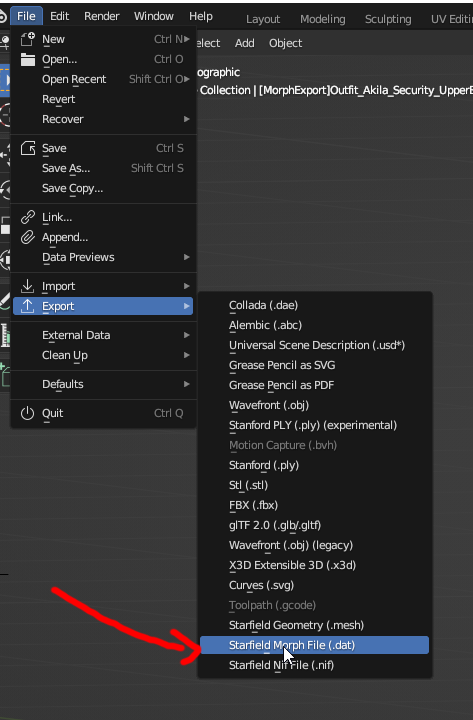 File Edit Render Window Help Layout Modeling Sculpting UV Editin
New Ctrl N
elect Add Object
Open... Ctrl O
ographic
Open Recent Shift Ctrl O
Collection | [MorphExport]Outfit_Akila_Security_UpperB
Revert
Recover
Save Ctrl S
Save As... Shift Ctrl S
Save Copy...
Link...
Append...
Data Previews
Import
Export
External Data
Clean Up
Defaults
Quit Ctrl Q
Collada (.dae)
Alembic (.abc)
Universal Scene Description (.usd*)
Grease Pencil as SVG
Grease Pencil as PDF
Wavefront (.obj)
Stanford PLY (.ply) (experimental)
Motion Capture (.bvh)
Stanford (.ply)
Stl (.stl)
FBX (.fbx)
glTF 2.0 (.glb/.gltf)
Wavefront (.obj) (legacy)
X3D Extensible 3D (.x3d)
Curves (.svg)
Toolpath (.gcode)
Starfield Geometry (.mesh)
Starfield Morph File (.dat)
Starfield Nif File (.nif)